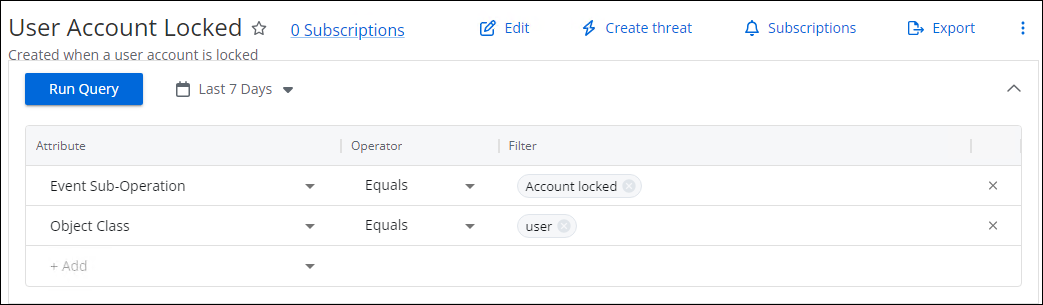 User Account Locked 0 Subscriptions Edit Create threat Subscriptions Export
Created when a user account is locked
Run Query Last 7 Days
Attribute Operator Filter
Event Sub-Operation Equals Account locked
Object Class Equals user
+ Add